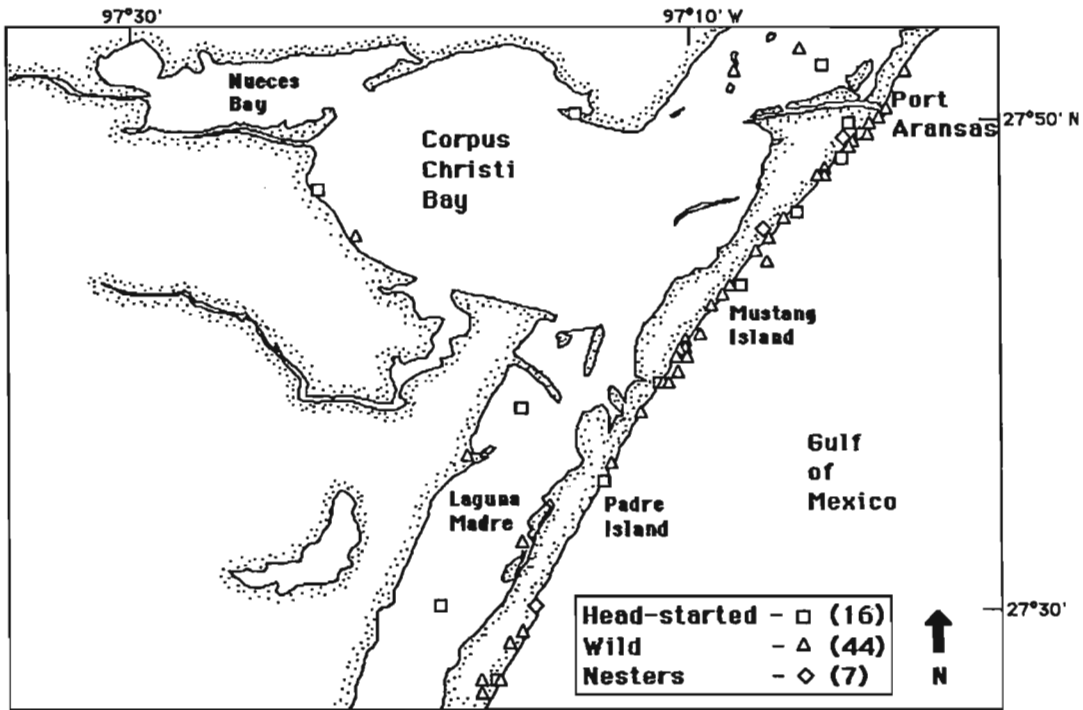 97°30'
97°10' W
Nueces
Bay
Port
Aransas
27°50' N
Corpus
Christi
Bay
Mustang
Island
Gulf
of
Mexico
Laguna
Madre
Padre
Island
Head-started - □ (16)
Wild - △ (44)
Nesters - ◇ (7)
N
27°30'